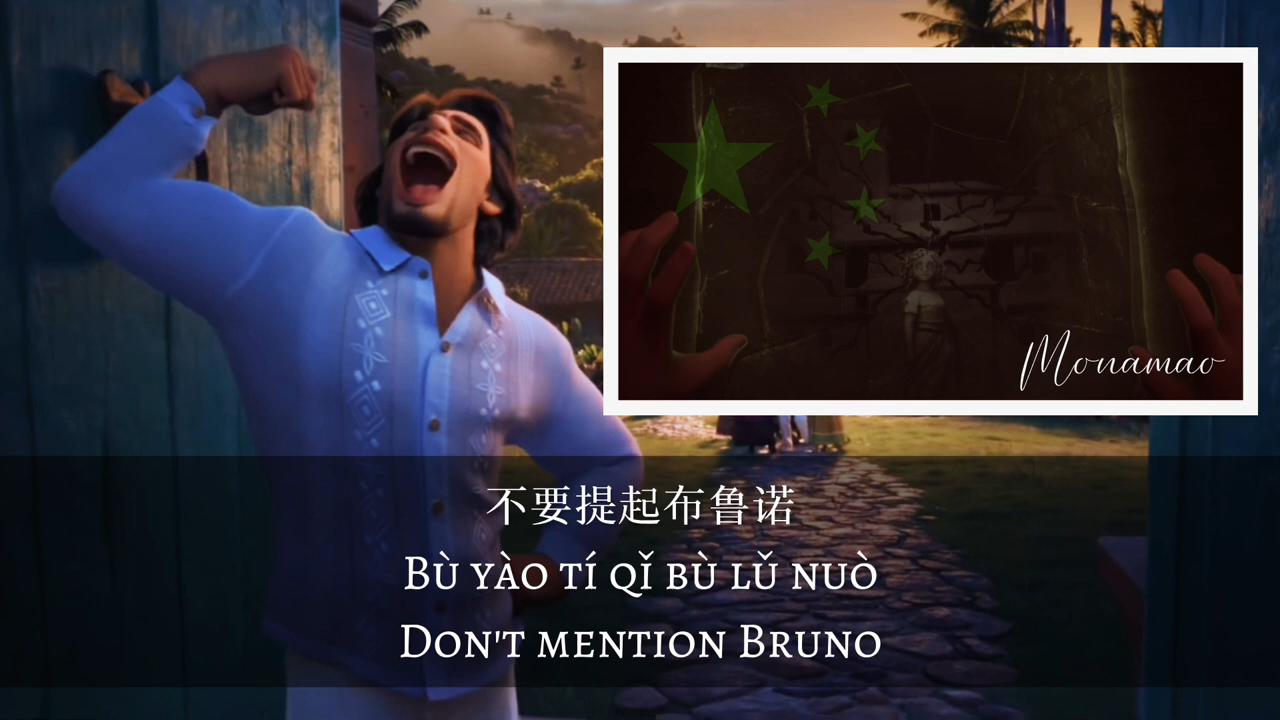 Monamao
不要提起布鲁诺
Bù yào tí qǐ bù lǔ nuò
Don't mention Bruno